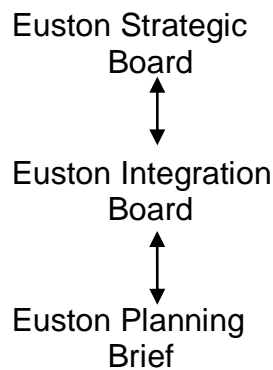 Euston Strategic
Board
Euston Integration
Board
Euston Planning
Brief